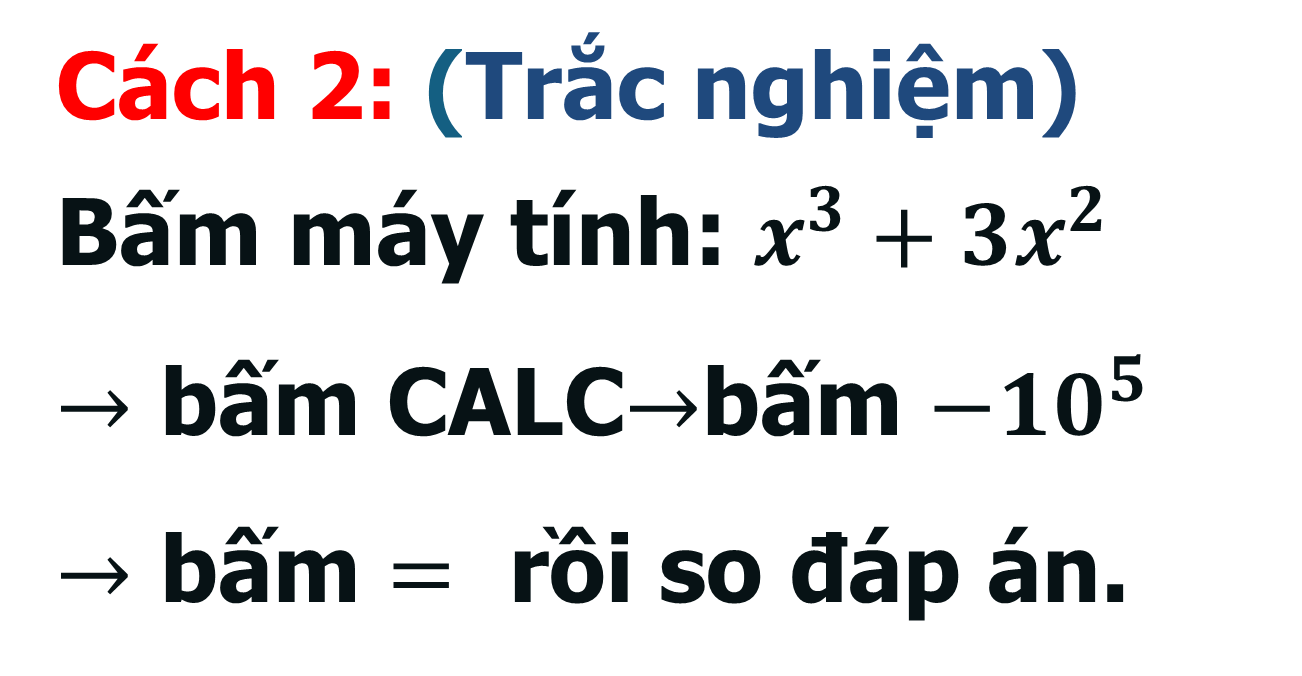 Cách 2: (Trắc nghiệm)
Bấm máy tính: x³ + 3x²
→ bấm CALC→bấm −10⁵
→ bấm = rồi so đáp án.